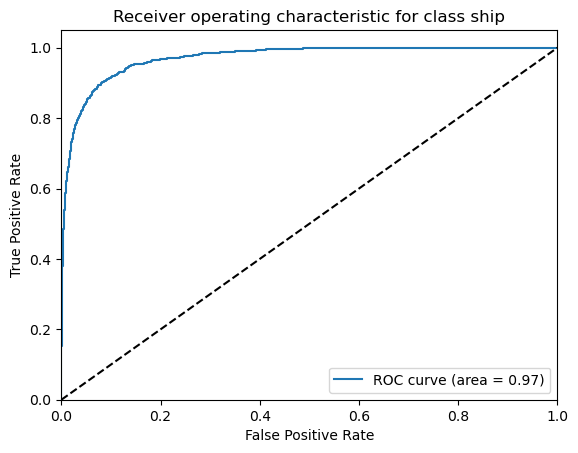 Receiver operating characteristic for class ship
True Positive Rate
1.0
0.8
0.6
0.4
0.2
0.0
0.0 0.2 0.4 0.6 0.8 1.0
False Positive Rate
ROC curve (area = 0.97)